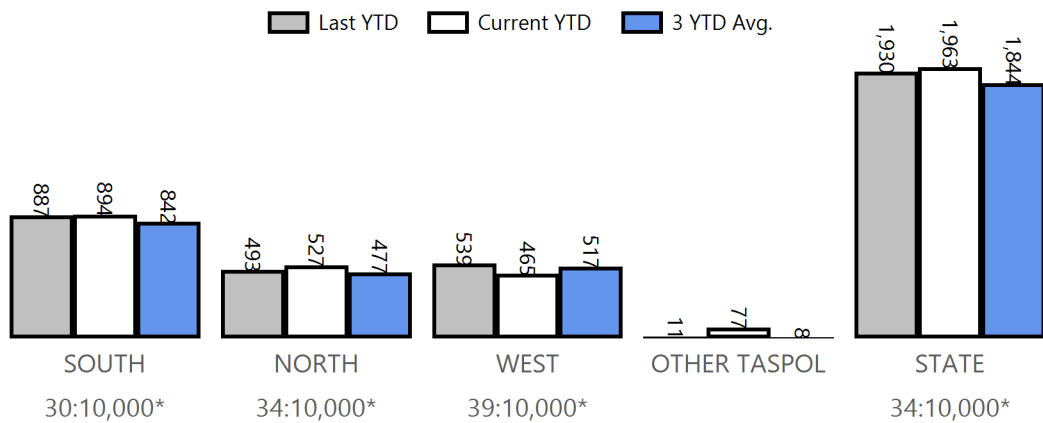 Last YTD Current YTD 3 YTD Avg.
887 894 842 493 527 477 539 465 517 11 77 8 1,930 1,963 1,844
SOUTH NORTH WEST OTHER TASPOL STATE
30:10,000* 34:10,000* 39:10,000* 34:10,000*